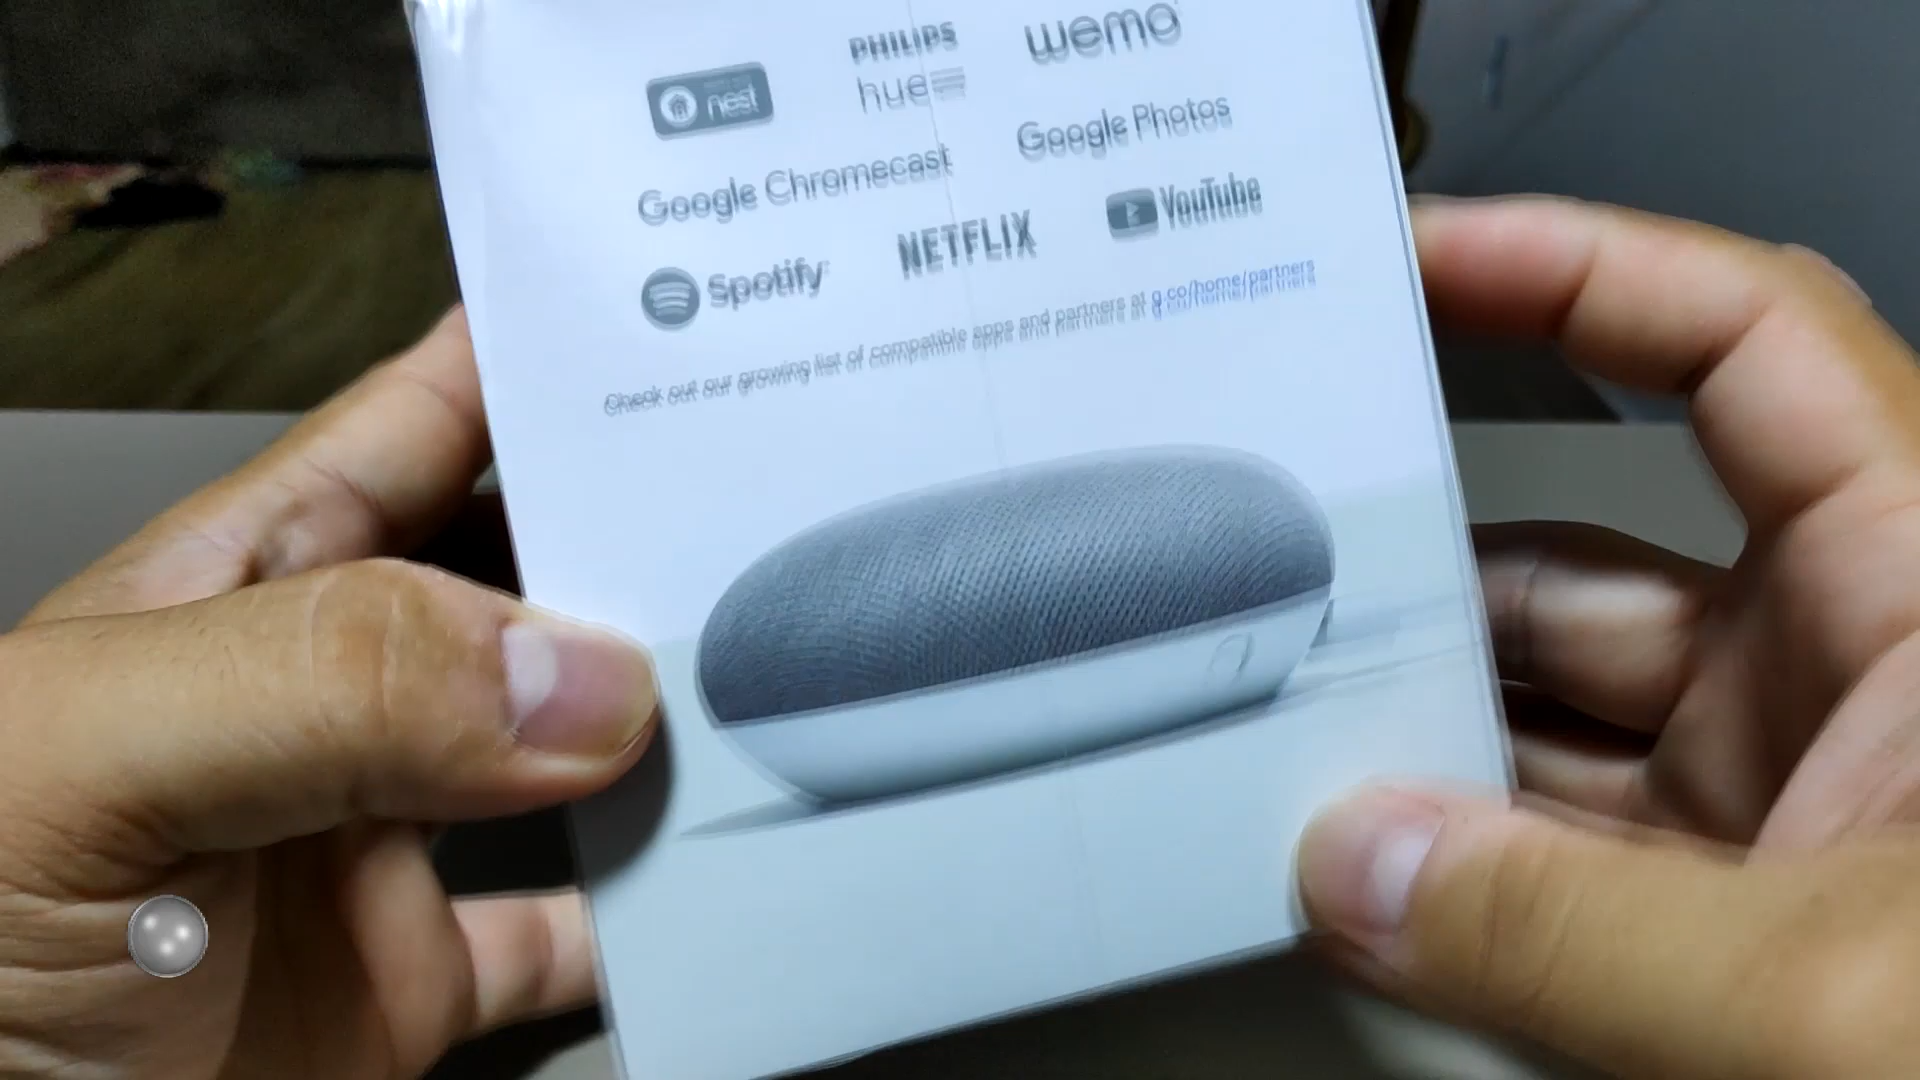 nest
PHILIPS
hue
wemo
Google Chromecast
Google Photos
Spotify
NETFLIX
YouTube
Check out our growing list of compatible apps and partners at g.co/home/partners